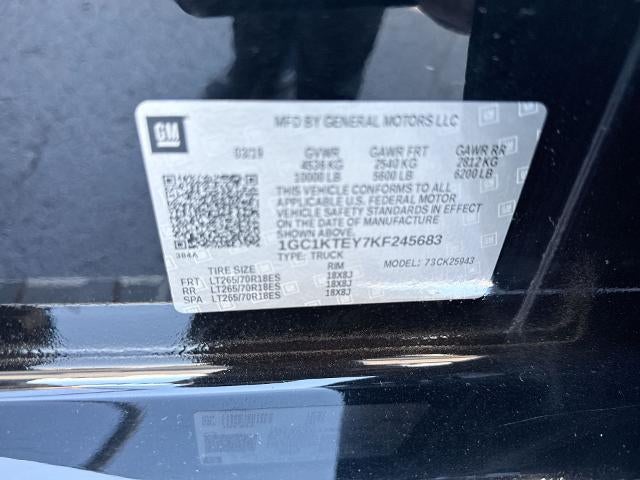 GM
MFD BY GENERAL MOTORS LLC
03/19 GVWR GAWR FRT GAWR RR
4536 KG 2540 KG 2812 KG
10000 LB 5600 LB 6200 LB
THIS VEHICLE CONFORMS TO ALL
APPLICABLE U.S. FEDERAL MOTOR
VEHICLE SAFETY STANDARDS IN EFFECT
ON THE DATE OF MANUFACTURE
SHOWN ABOVE.
1GC1KTEY7KF245683
TYPE: TRUCK MODEL: 73CK25943
384A
TIRE SIZE RIM
FRT LT265/70R18ES 18X8J
RR LT265/70R18ES 18X8J
SPA LT265/70R18ES 18X8J